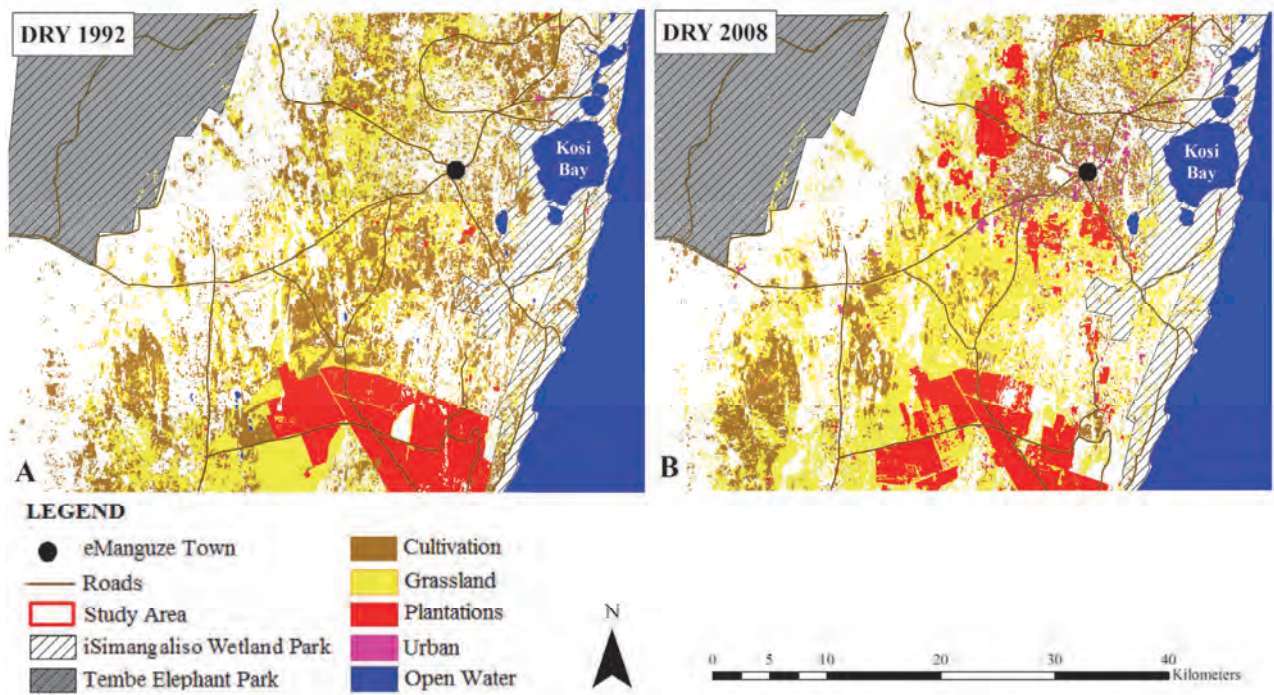 DRY 1992
DRY 2008
Kosi
Bay
Kosi
Bay
A
B
LEGEND
eManguze Town
Roads
Study Area
iSimangaliso Wetland Park
Tembe Elephant Park
Cultivation
Grassland
Plantations
Urban
Open Water
N
0 5 10 20 30 40
Kilometers